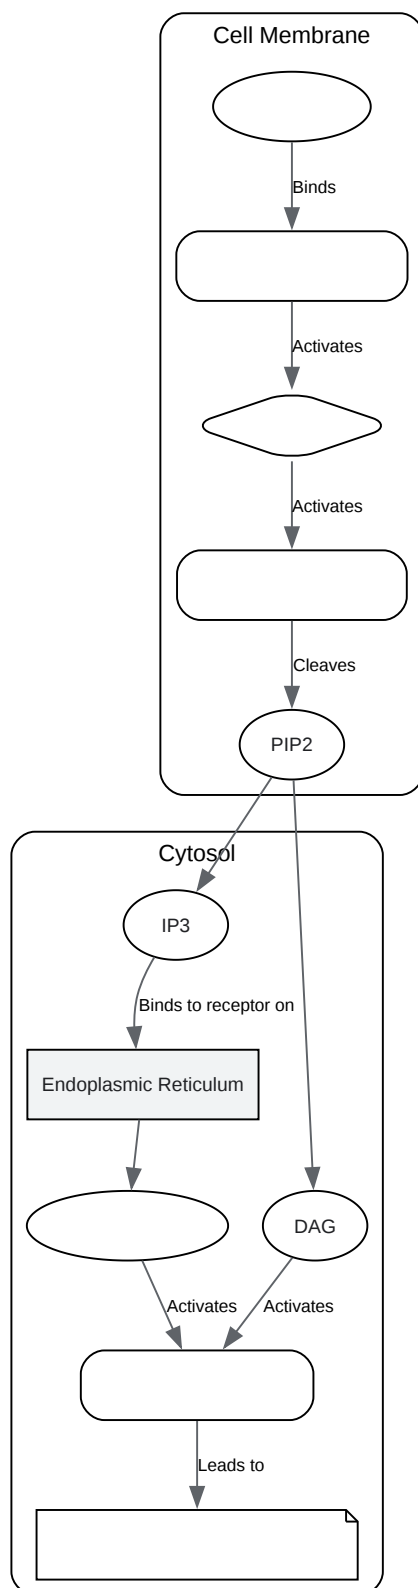 Cell Membrane
Binds
Activates
Activates
Cleaves
PIP2
Cytosol
IP3
Binds to receptor on
Endoplasmic Reticulum
DAG
Activates
Activates
Leads to